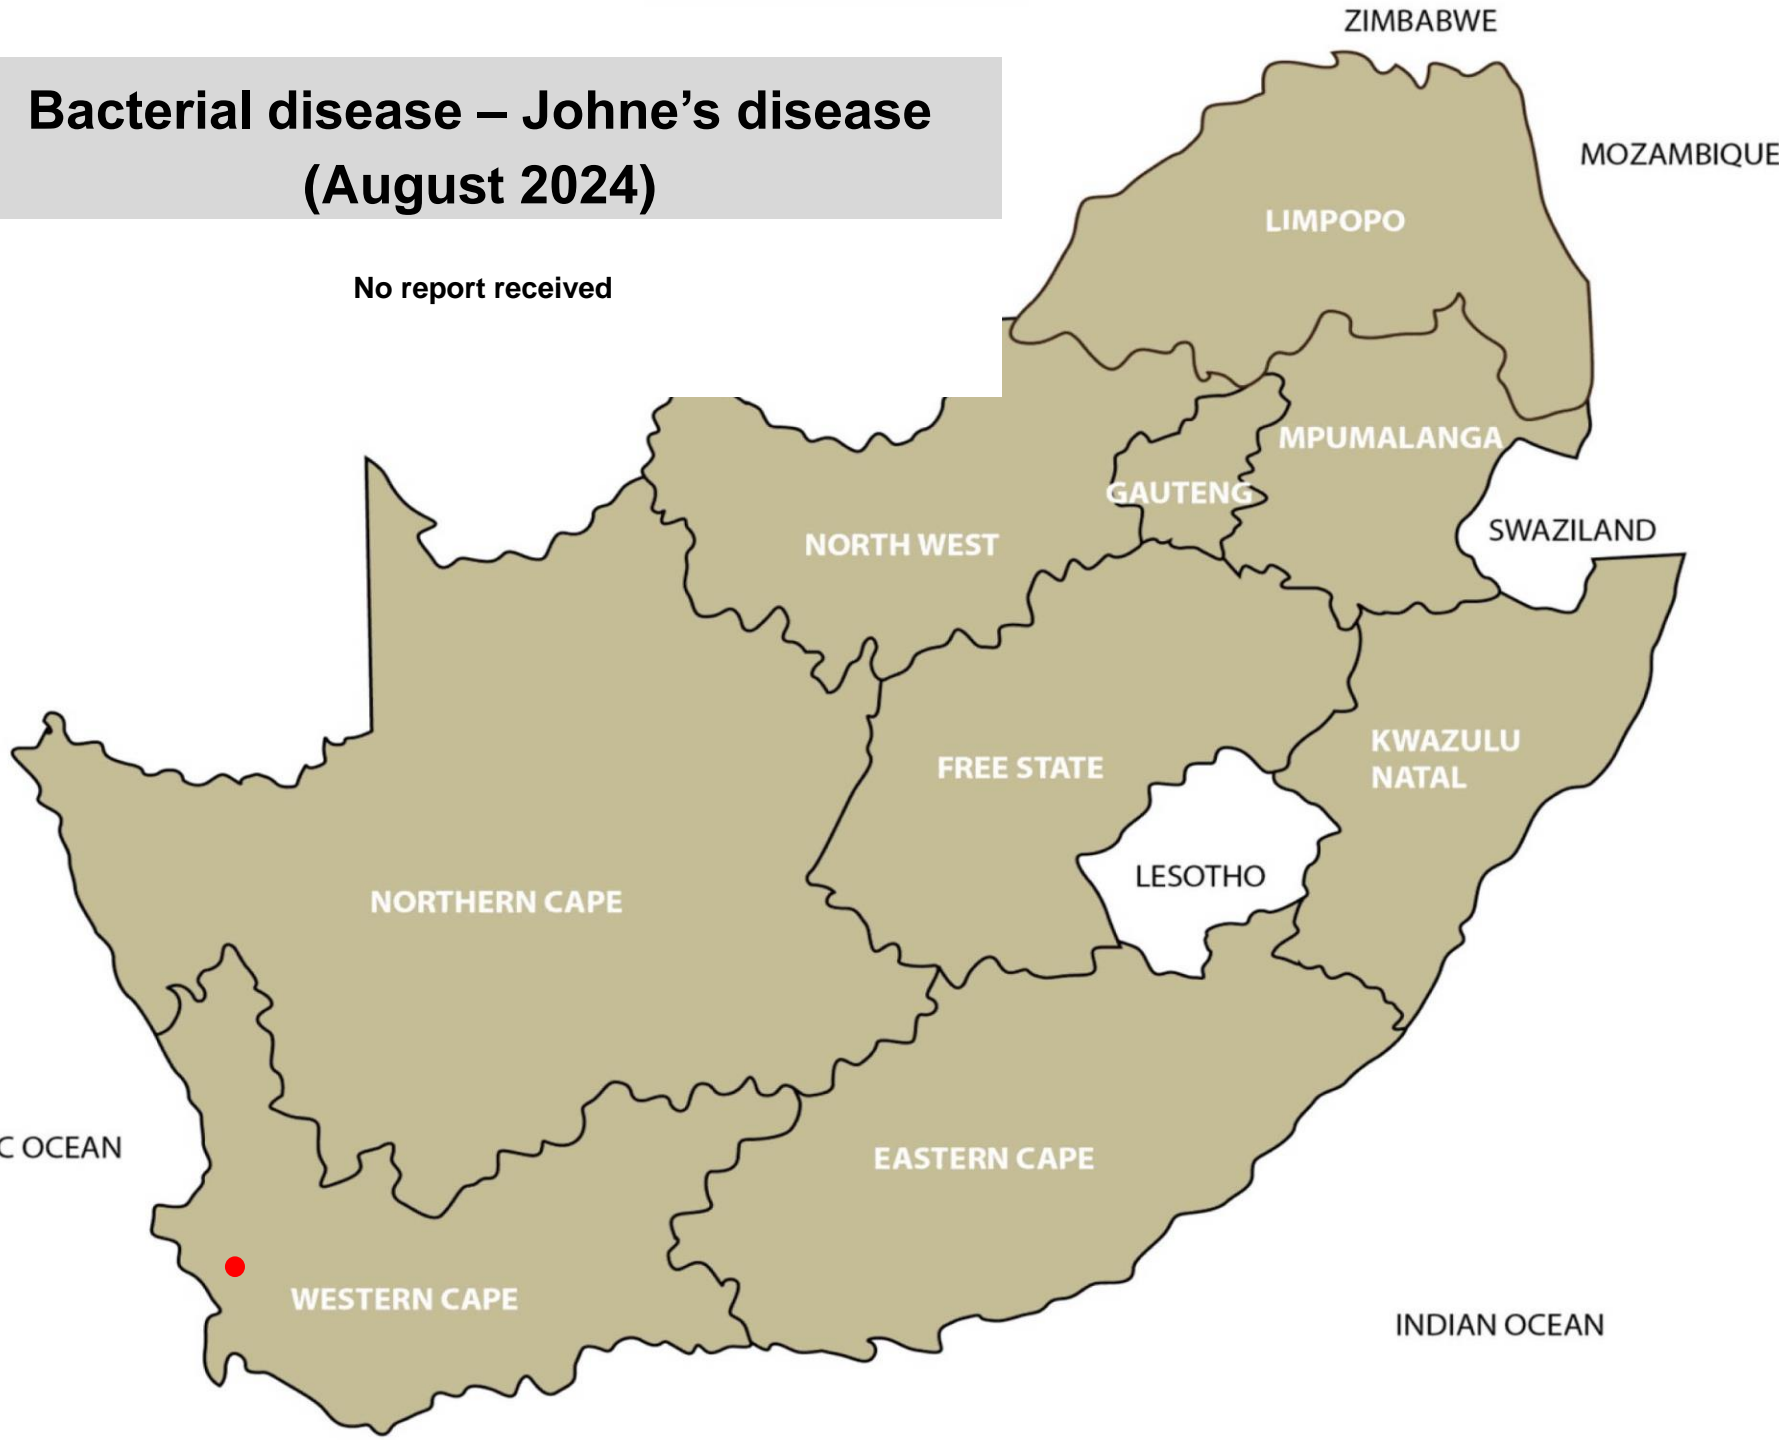 ZIMBABWE
Bacterial disease – Johne’s disease
(August 2024)
MOZAMBIQUE
LIMPOPO
No report received
MPUMALANGA
GAUTENG
SWAZILAND
NORTH WEST
KWAZULU
NATAL
FREE STATE
LESOTHO
NORTHERN CAPE
C OCEAN
EASTERN CAPE
WESTERN CAPE
INDIAN OCEAN